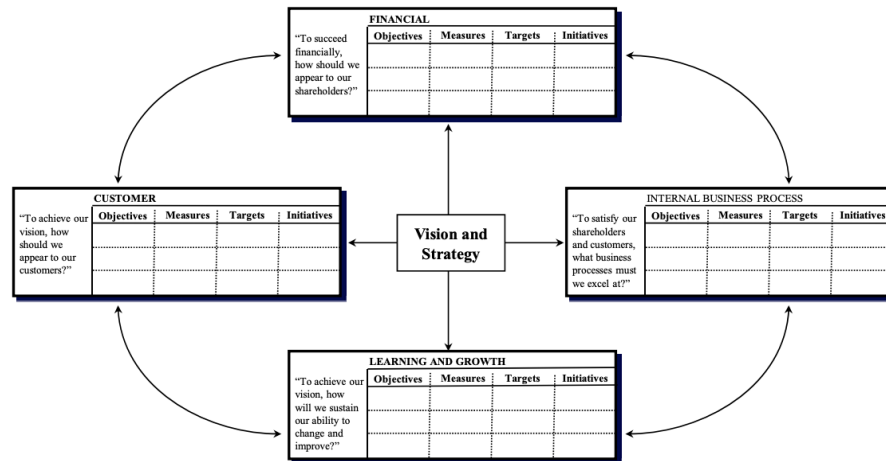 FINANCIAL
“To succeed
financially,
how should we
appear to our
shareholders?”
Objectives Measures Targets Initiatives
CUSTOMER
“To achieve our
vision, how
should we
appear to our
customers?”
Objectives Measures Targets Initiatives
Vision and
Strategy
INTERNAL BUSINESS PROCESS
“To satisfy our
shareholders
and customers,
what business
processes must
we excel at?”
Objectives Measures Targets Initiatives
LEARNING AND GROWTH
“To achieve our
vision, how
will we sustain
our ability to
change and
improve?”
Objectives Measures Targets Initiatives